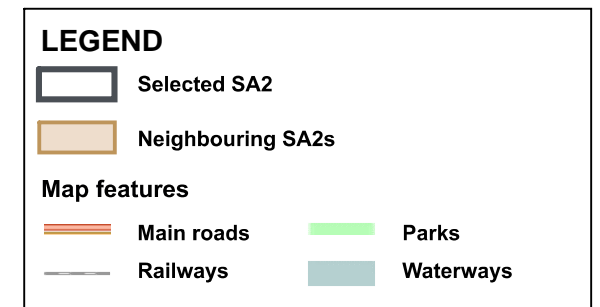 LEGEND
Selected SA2
Neighbouring SA2s
Map features
Main roads
Parks
Railways
Waterways